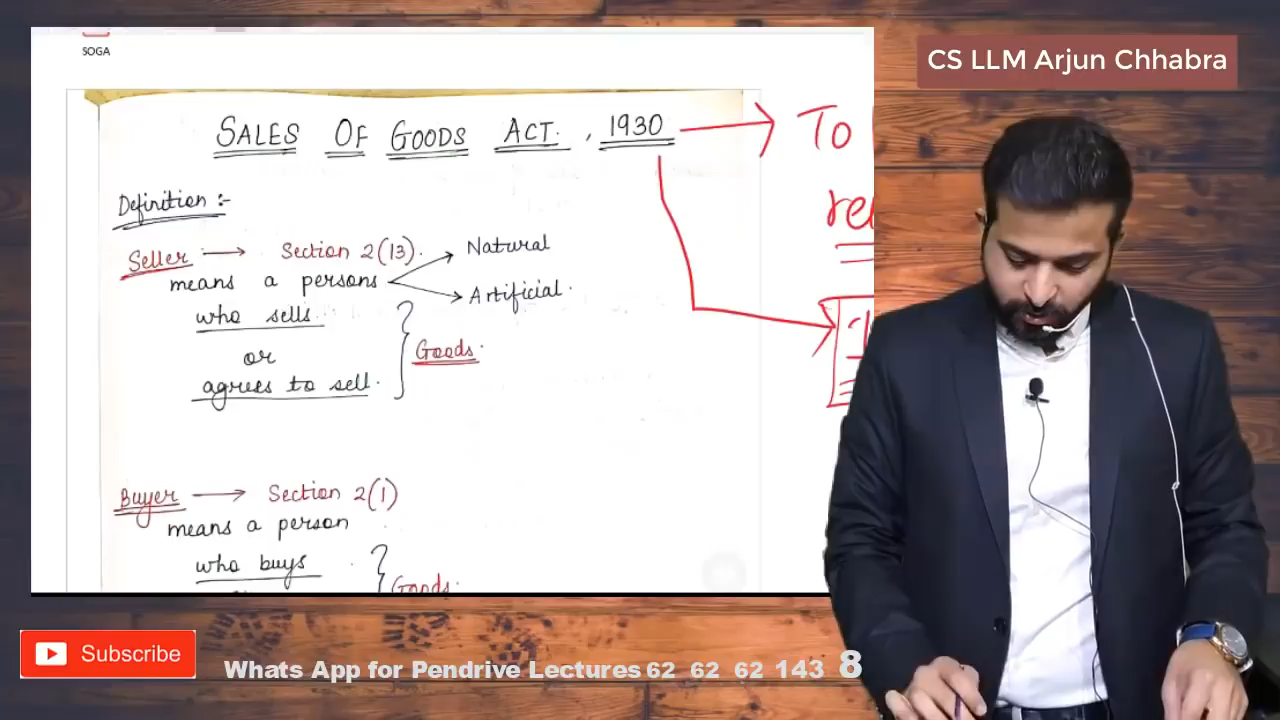 SOGA
CS LLM Arjun Chhabra
SALES OF GOODS ACT. , 1930
To
Definition :-
Seller → Section 2(13).
Natural
means a persons
Artificial.
who sells
or
Goods.
agrees to sell.
Buyer → Section 2(1)
means a person
who buys
Goods.
Subscribe
Whats App for Pendrive Lectures 62 62 62 143 8